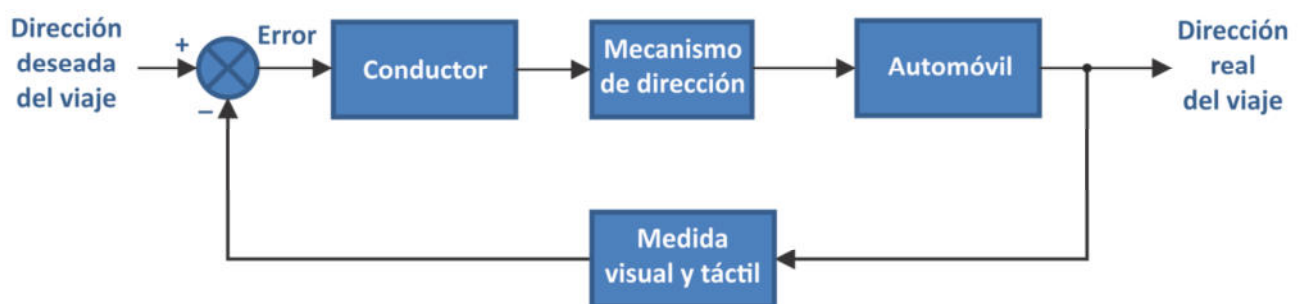 Dirección
deseada
del viaje
+
−
Error
Conductor
Mecanismo
de dirección
Automóvil
Dirección
real
del viaje
Medida
visual y táctil